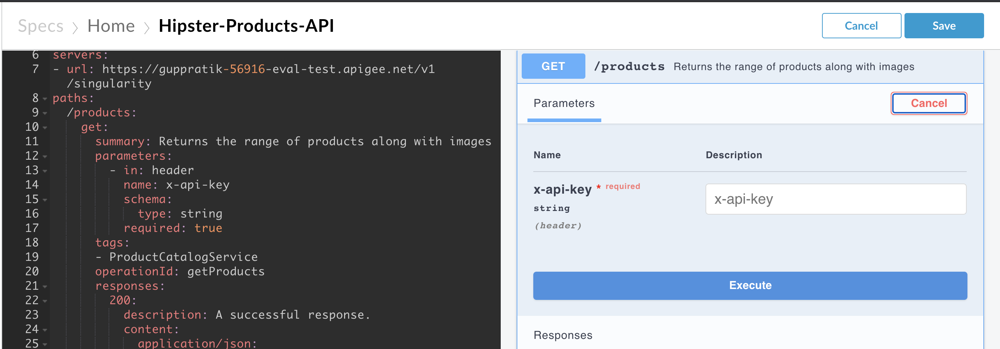 Specs > Home > Hipster-Products-API
Cancel
Save
6 servers:
7 - url: https://guppratik-56916-eval-test.apigee.net/v1
/singularity
8 paths:
9 /products:
10 get:
11 summary: Returns the range of products along with images
12 parameters:
13 - in: header
14 name: x-api-key
15 schema:
16 type: string
17 required: true
18 tags:
19 - ProductCatalogService
20 operationId: getProducts
21 responses:
22 200:
23 description: A successful response.
24 content:
25 application/json:
GET /products Returns the range of products along with images
Parameters
Cancel
Name Description
x-api-key * required
string
(header)
x-api-key
Execute
Responses